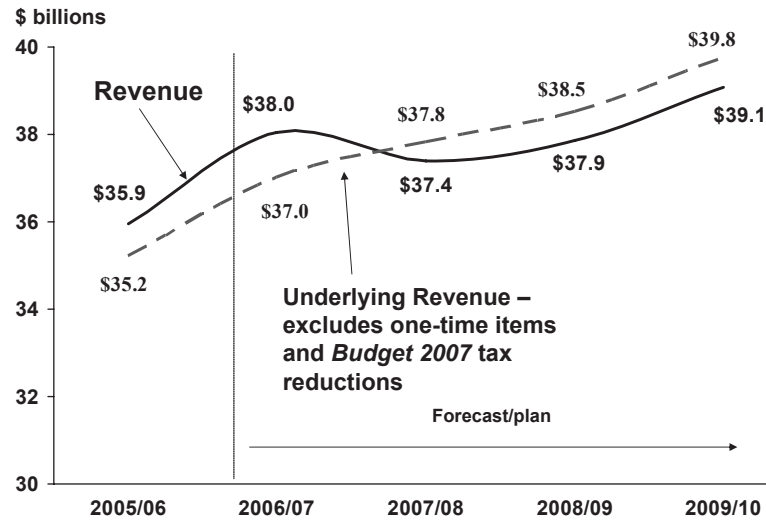 $ billions
40
38
36
34
32
30
Revenue
$35.9
$38.0
$37.4
$37.9
$39.1
$35.2
$37.0
$37.8
$38.5
$39.8
Underlying Revenue –
excludes one-time items
and Budget 2007 tax
reductions
Forecast/plan
2005/06 2006/07 2007/08 2008/09 2009/10